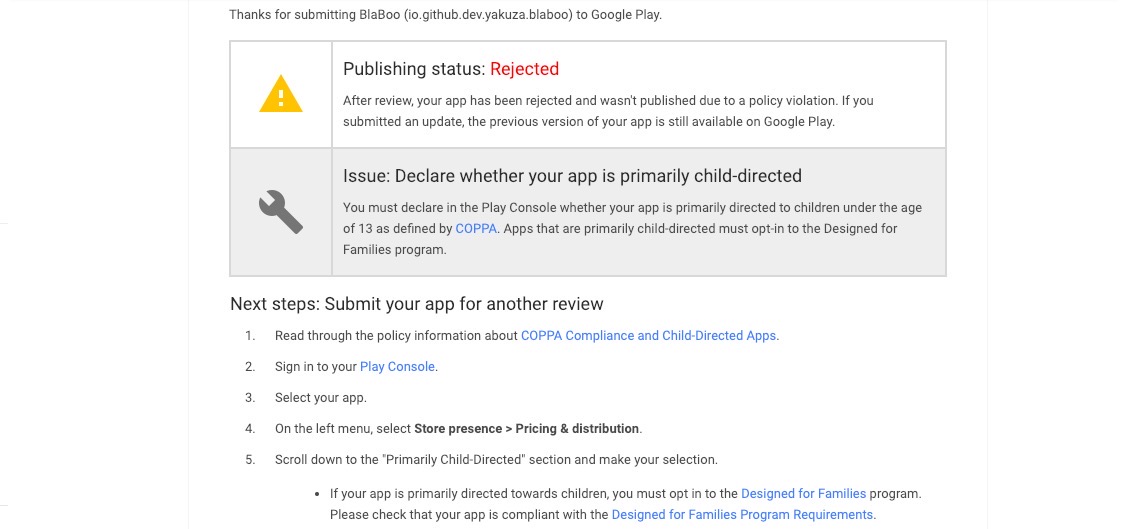 Thanks for submitting BlaBoo (io.github.dev.yakuza.blaboo) to Google Play.
Publishing status: Rejected
After review, your app has been rejected and wasn't published due to a policy violation. If you
submitted an update, the previous version of your app is still available on Google Play.
Issue: Declare whether your app is primarily child-directed
You must declare in the Play Console whether your app is primarily directed to children under the age
of 13 as defined by COPPA. Apps that are primarily child-directed must opt-in to the Designed for
Families program.
Next steps: Submit your app for another review
1. Read through the policy information about COPPA Compliance and Child-Directed Apps.
2. Sign in to your Play Console.
3. Select your app.
4. On the left menu, select Store presence > Pricing & distribution.
5. Scroll down to the "Primarily Child-Directed" section and make your selection.
• If your app is primarily directed towards children, you must opt in to the Designed for Families program.
Please check that your app is compliant with the Designed for Families Program Requirements.